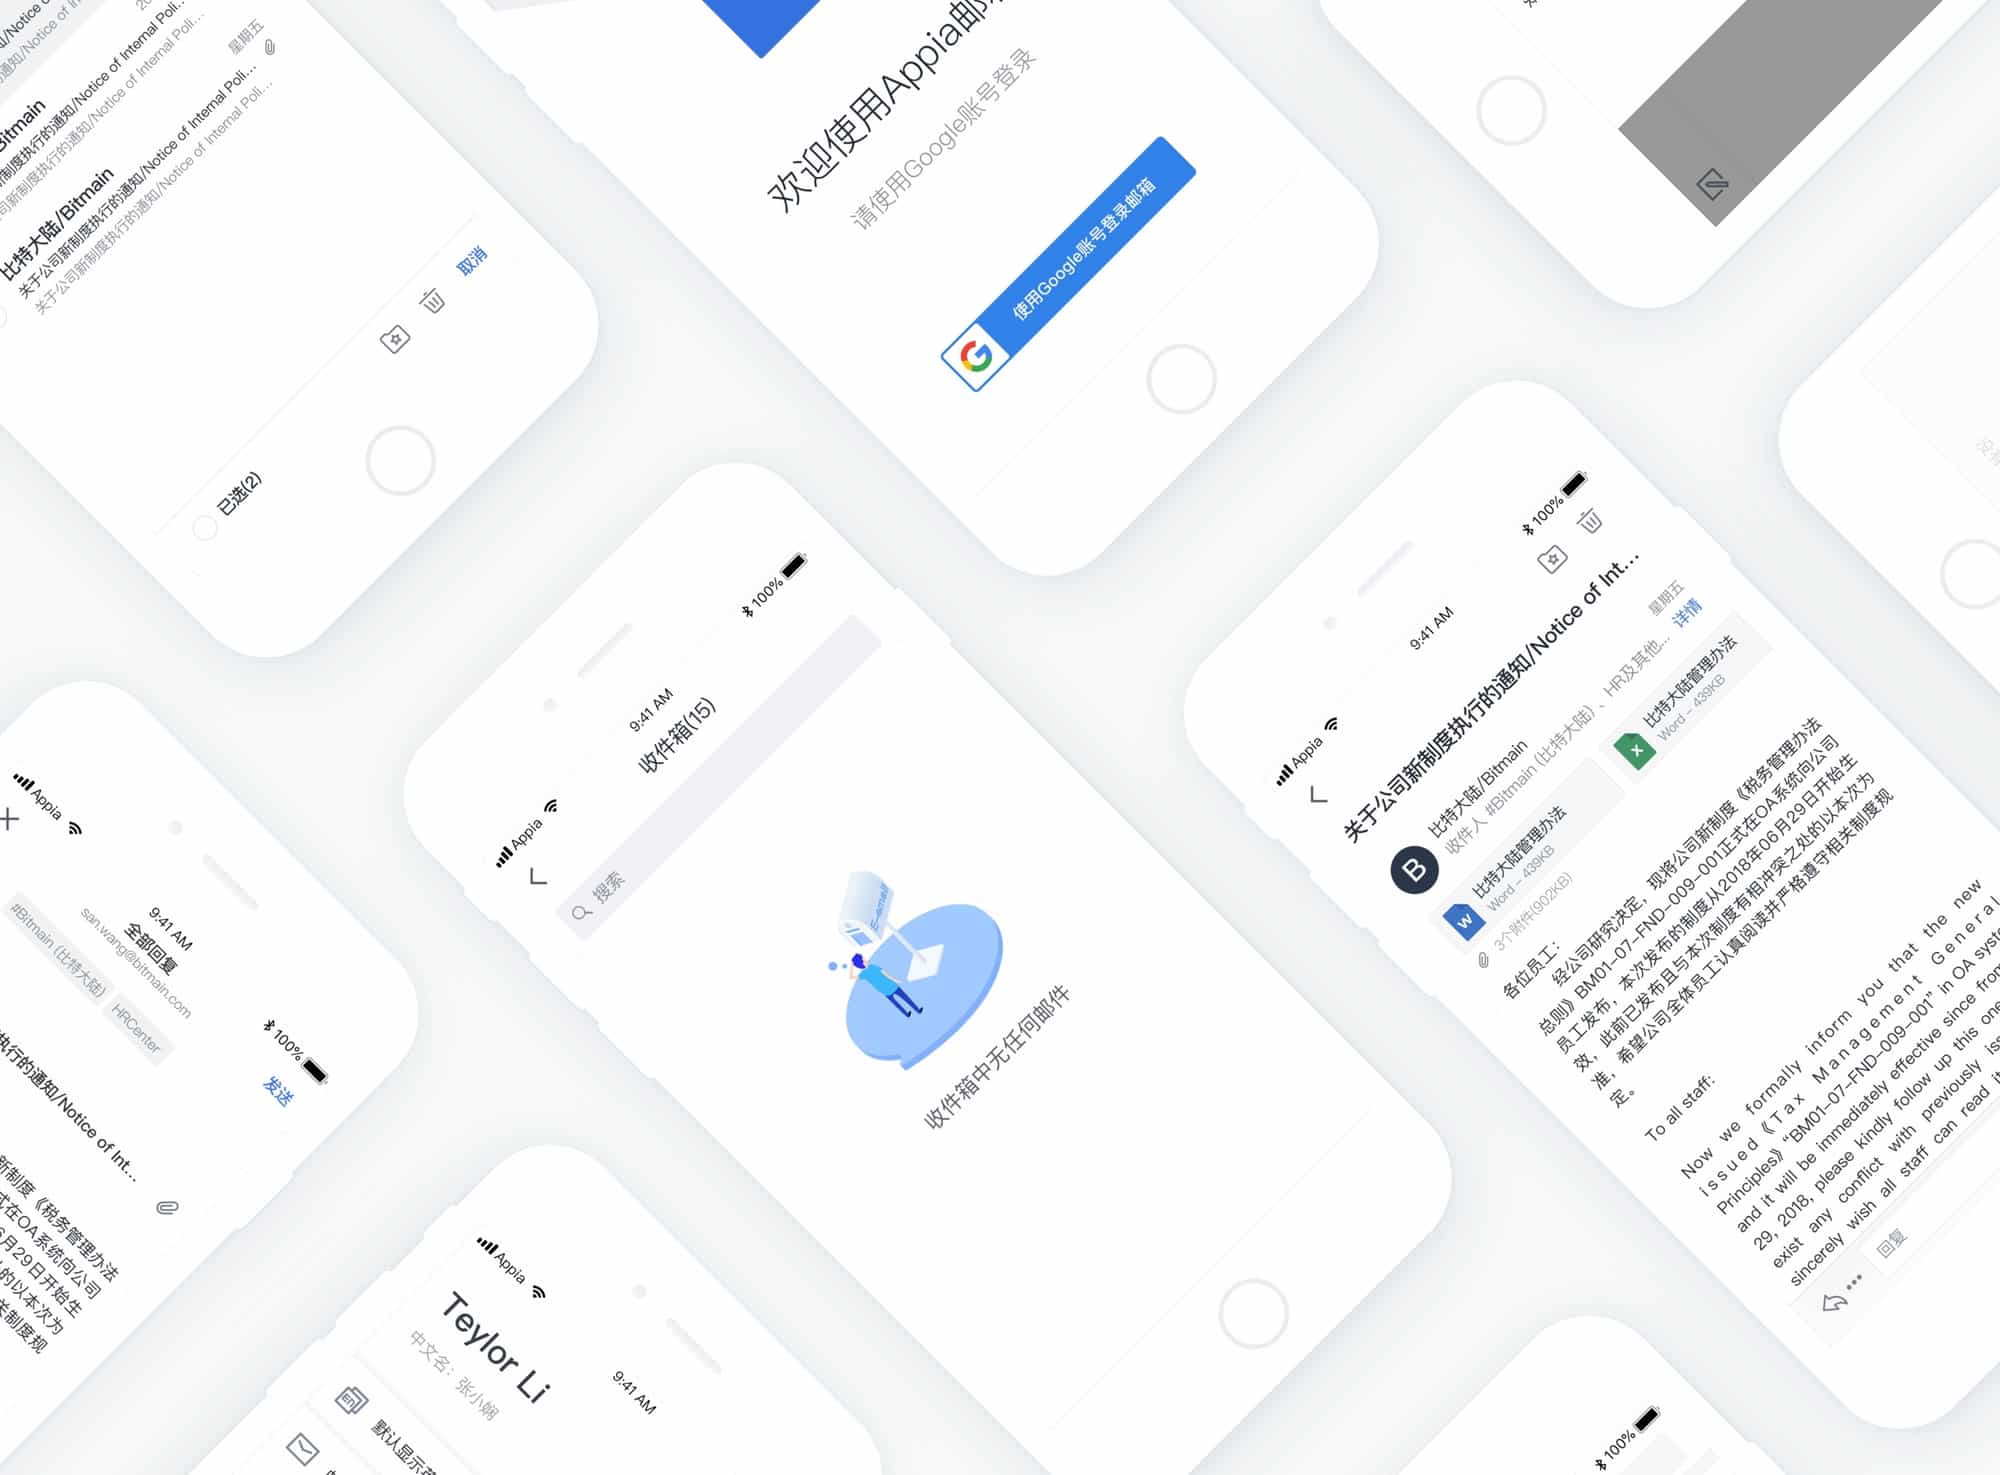 星期五
/Bitmain
关于公司新制度执行的通知/Notice of Internal Poli...
公司新制度执行的通知/Notice of Internal Poli...
比特大陆/Bitmain
关于公司新制度执行的通知/Notice of Internal Poli...
关于公司新制度执行的通知/Notice of Internal Poli...
取消
已选(2)
欢迎使用Appia邮箱
请使用Google账号登录
使用Google账号登录邮箱
Appia
9:41 AM
100%
收件箱(15)
搜索
E-email
收件箱中无任何邮件
Appia
9:41 AM
100%
关于公司新制度执行的通知/Notice of Int...
B
比特大陆/Bitmain
星期五
收件人 #Bitmain (比特大陆) 、HR及其他...
详情
W
比特大陆管理办法
Word – 439KB
X
比特大陆管理办法
Word – 439KB
3个附件(902KB)
各位员工:
经公司研究决定，现将公司新制度《税务管理办法
总则》BM01-07-FND-009-001正式在OA系统向公司
员工发布，本次发布的制度从2018年06月29日开始生
效，此前已发布且与本次制度有相冲突之处的以本次为
准，希望公司全体员工认真阅读并严格遵守相关制度规
定。
To all staff:
Now we formally inform you that the new
issued《Tax Management General
Principles》 “BM01-07-FND-009-001” in OA syste
and it will be immediately effective since from
29, 2018, please kindly follow up this one
exist any conflict with previously iss
sincerely wish all staff can read it
回复
Appia
9:41 AM
100%
全部回复
发送
san.wang@bitmain.com
#Bitmain (比特大陆)
HRCenter
执行的通知/Notice of Int...
新制度《税务管理办法
式在OA系统向公司
6月29日开始生
的以本次为
关制度规
Appia
9:41 AM
Teylor Li
中文名：张小娴
EN
默认显示
100%
没有